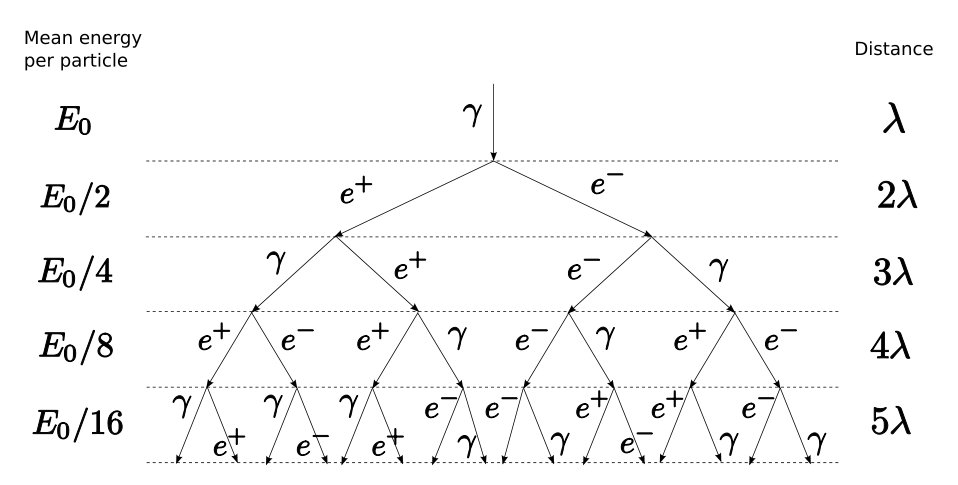 Mean energy
per particle
Distance
γ
E₀
λ
e⁺ e⁻
E₀/2
2λ
γ e⁺ e⁻ γ
E₀/4
3λ
e⁺ e⁻ e⁺ γ e⁻ γ e⁺ e⁻
E₀/8
4λ
γ γ γ e⁻ e⁻ e⁺ e⁺ e⁻
E₀/16
5λ
e⁺ e⁻ e⁺ γ γ e⁻ γ γ